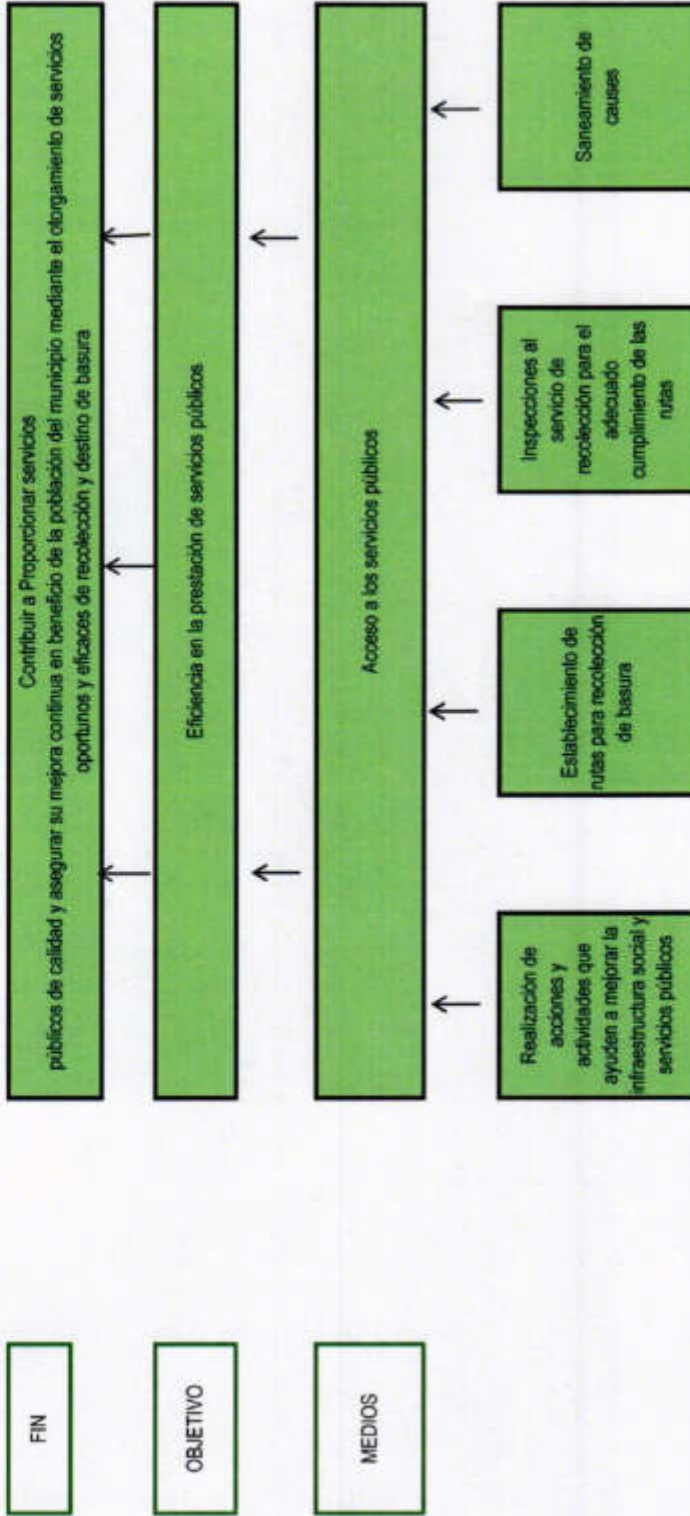 FIN
Contribuir a Proporcionar servicios
públicos de calidad y asegurar su mejora continua en beneficio de la población del municipio mediante el otorgamiento de servicios
oportunos y eficaces de recolección y destino de basura
OBJETIVO
Eficiencia en la prestación de servicios públicos
MEDIOS
Acceso a los servicios públicos
Realización de
acciones y
actividades que
ayuden a mejorar la
infraestructura social y
servicios públicos
Establecimiento de
rutas para recolección
de basura
Inspecciones al
servicio de
recolección para el
adecuado
cumplimiento de las
rutas
Saneamiento de
causes